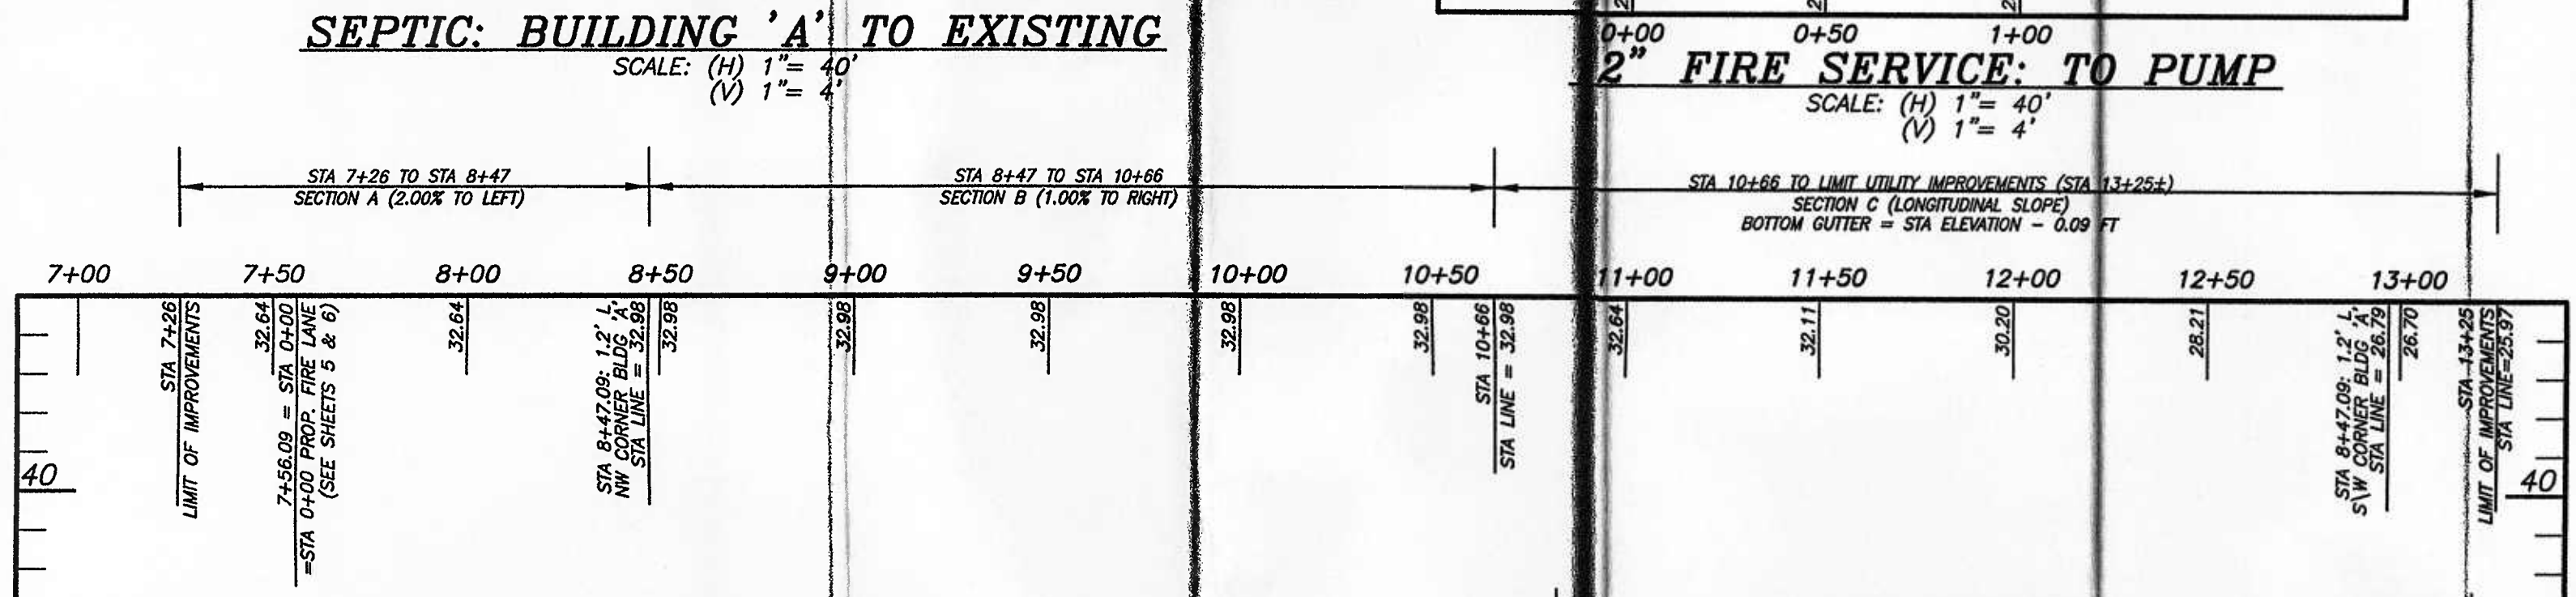 SEPTIC: BUILDING 'A' TO EXISTING
SCALE: (H) 1"= 40'
(V) 1"= 4'
0+00 0+50 1+00
2" FIRE SERVICE: TO PUMP
SCALE: (H) 1"= 40'
(V) 1"= 4'
STA 7+26 TO STA 8+47
SECTION A (2.00% TO LEFT)
STA 8+47 TO STA 10+66
SECTION B (1.00% TO RIGHT)
STA 10+66 TO LIMIT UTILITY IMPROVEMENTS (STA 13+25±)
SECTION C (LONGITUDINAL SLOPE)
BOTTOM GUTTER = STA ELEVATION - 0.09 FT
7+00 7+50 8+00 8+50 9+00 9+50 10+00 10+50 11+00 11+50 12+00 12+50 13+00
STA 7+26
LIMIT OF IMPROVEMENTS
32.64
7+56.09 = STA 0+00
=STA 0+00 PROP. FIRE LANE
(SEE SHEETS 5 & 6)
32.64
STA 8+47.09: 1.2' L.
NW CORNER BLDG 'A'
STA LINE = 32.98
32.98
32.98
32.98
32.98
32.98
STA 10+66
STA LINE = 32.98
32.64
32.11
30.20
28.21
STA 8+47.09: 1.2' L.
S\W CORNER BLDG 'A'
STA LINE = 26.79
26.70
STA 13+25
LIMIT OF IMPROVEMENTS
STA LINE=25.97
40
40